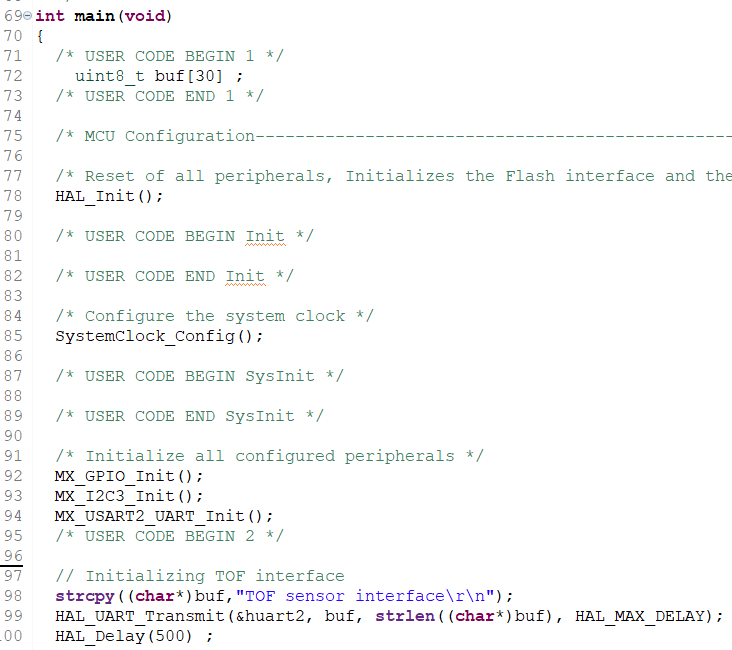 69 int main(void)
70 {
71 /* USER CODE BEGIN 1 */
72 uint8_t buf[30] ;
73 /* USER CODE END 1 */
74
75 /* MCU Configuration------------------------------------------------
76
77 /* Reset of all peripherals, Initializes the Flash interface and the
78 HAL_Init();
79
80 /* USER CODE BEGIN Init */
81
82 /* USER CODE END Init */
83
84 /* Configure the system clock */
85 SystemClock_Config();
86
87 /* USER CODE BEGIN SysInit */
88
89 /* USER CODE END SysInit */
90
91 /* Initialize all configured peripherals */
92 MX_GPIO_Init();
93 MX_I2C3_Init();
94 MX_USART2_UART_Init();
95 /* USER CODE BEGIN 2 */
96
97 // Initializing TOF interface
98 strcpy((char*)buf,"TOF sensor interface\r\n");
99 HAL_UART_Transmit(&huart2, buf, strlen((char*)buf), HAL_MAX_DELAY);
100 HAL_Delay(500) ;